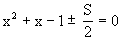 x² + x − 1 ± S/2 = 0